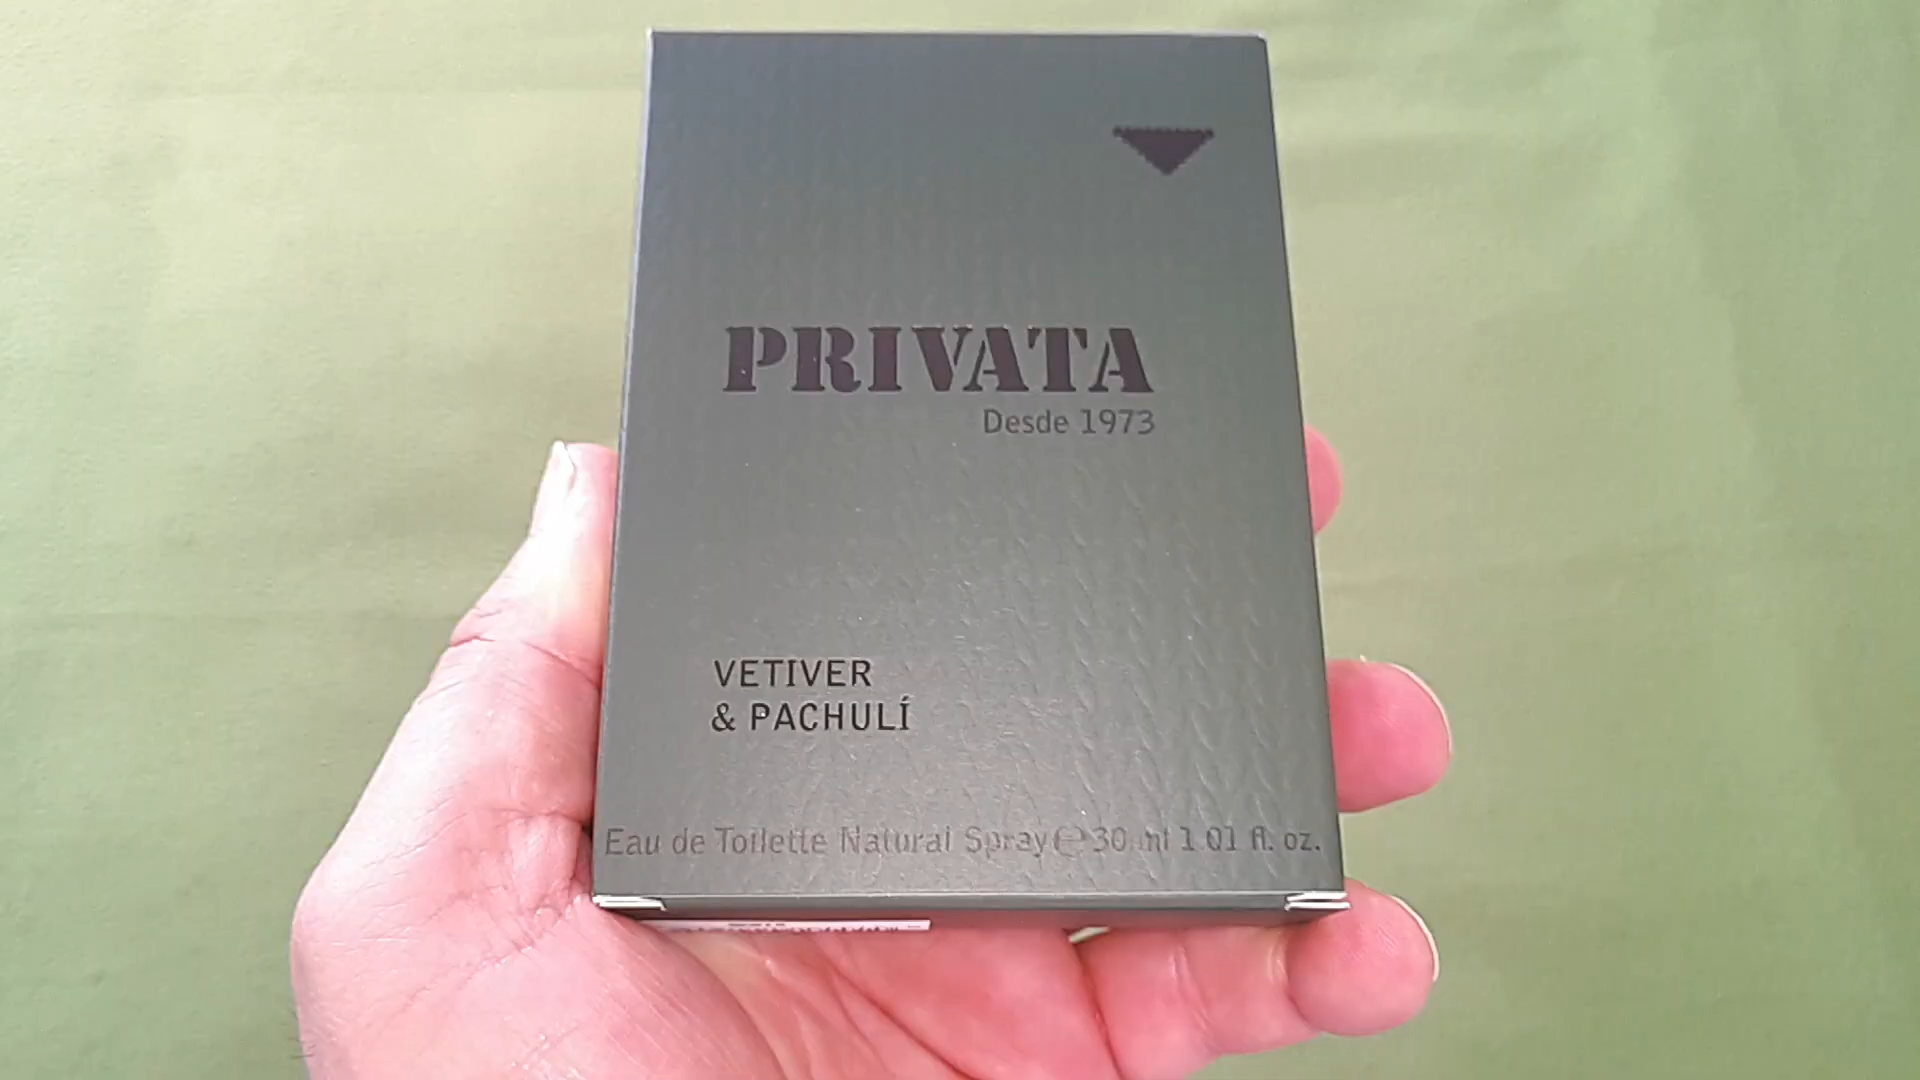 PRIVATA
Desde 1973
VETIVER
& PACHULÍ
Eau de Toilette Natural Spray ℮ 30 ml 1.01 fl. oz.